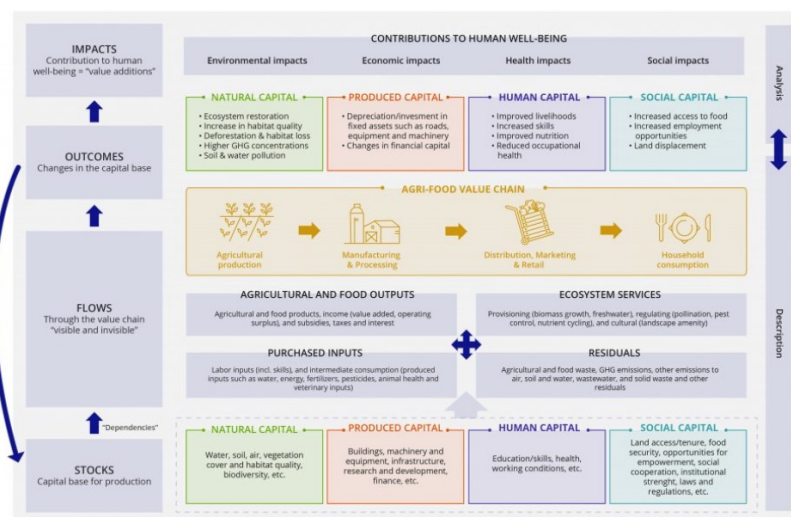 IMPACTS
Contribution to human
well-being = "value additions"
OUTCOMES
Changes in the capital base
FLOWS
Through the value chain
"visible and invisible"
"Dependencies"
STOCKS
Capital base for production
CONTRIBUTIONS TO HUMAN WELL-BEING
Environmental impacts
Economic impacts
Health impacts
Social impacts
NATURAL CAPITAL
• Ecosystem restoration
• Increase in habitat quality
• Deforestation & habitat loss
• Higher GHG concentrations
• Soil & water pollution
PRODUCED CAPITAL
• Depreciation/invesment in
fixed assets such as roads,
equipment and machinery
• Changes in financial capital
HUMAN CAPITAL
• Improved livelihoods
• Increased skills
• Improved nutrition
• Reduced occupational
health
SOCIAL CAPITAL
• Increased access to food
• Increased employment
opportunities
• Land displacement
AGRI-FOOD VALUE CHAIN
Agricultural
production
Manufacturing
& Processing
Distribution, Marketing
& Retail
Household
consumption
AGRICULTURAL AND FOOD OUTPUTS
Agricultural and food products, income (value added, operating
surplus), and subsidies, taxes and interest
ECOSYSTEM SERVICES
Provisioning (biomass growth, freshwater), regulating (pollination, pest
control, nutrient cycling), and cultural (landscape amenity)
PURCHASED INPUTS
Labor inputs (incl. skills), and intermediate consumption (produced
inputs such as water, energy, fertilizers, pesticides, animal health and
veterinary inputs)
RESIDUALS
Agricultural and food waste, GHG emissions, other emissions to
air, soil and water, wastewater, and solid waste and other
residuals
NATURAL CAPITAL
Water, soil, air, vegetation
cover and habitat quality,
biodiversity, etc.
PRODUCED CAPITAL
Buildings, machinery and
equipment, infrastructure,
research and development,
finance, etc.
HUMAN CAPITAL
Education/skills, health,
working conditions, etc.
SOCIAL CAPITAL
Land access/tenure, food
security, opportunities for
empowerment, social
cooperation, institutional
strenght, laws and
regulations, etc.
Analysis
Description